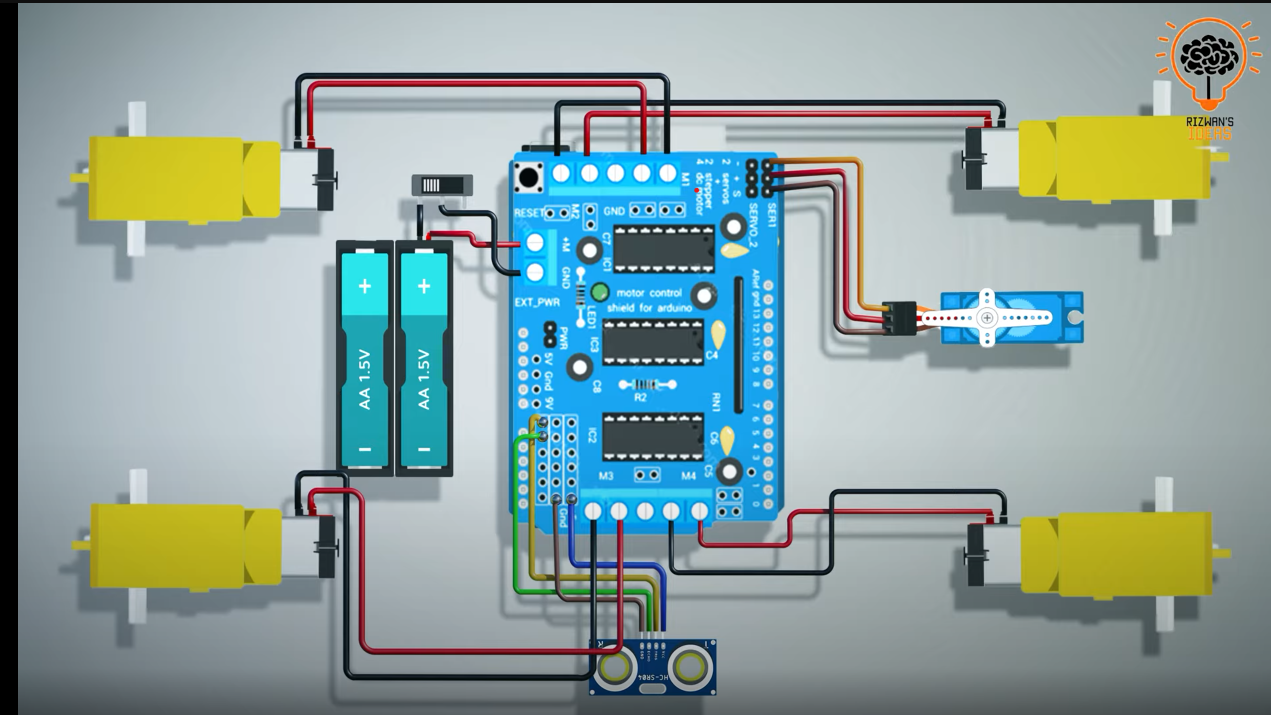 RIZWAN'S
IDEAS
M1
4 dc motor
2 stepper
+
2 servos
- + S
SER1
SERVO_2
RESET
M2
GND
+M
GND
EXT_PWR
C7
IC1
motor control
shield for arduino
LED1
PWR
IC3
C4
C8
R2
5V
Gnd
9V
ARef gnd 13 12 11 10 9 8
7 6 5 4 3 1 0
RN1
IC2
C6
C5
M3
M4
Gnd
+
+
AA 1.5V
AA 1.5V
-
-
HC-SR04